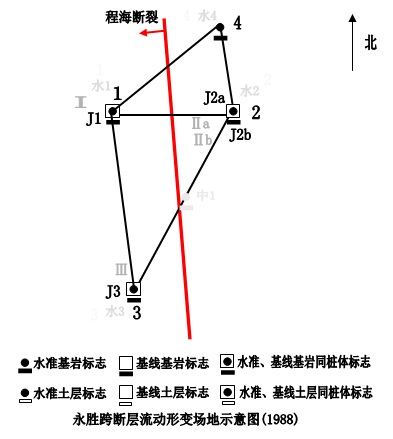 程海断裂
4 水4
4
北
1
水1
1
2
水2
J2a
I
J1
2
IIa
J2b
IIb
中1
III
J3
3 水3
3
水准基岩标志
基线基岩标志
水准、基线基岩同桩体标志
水准土层标志
基线土层标志
水准、基线土层同桩体标志
永胜跨断层流动形变场地示意图(1988)